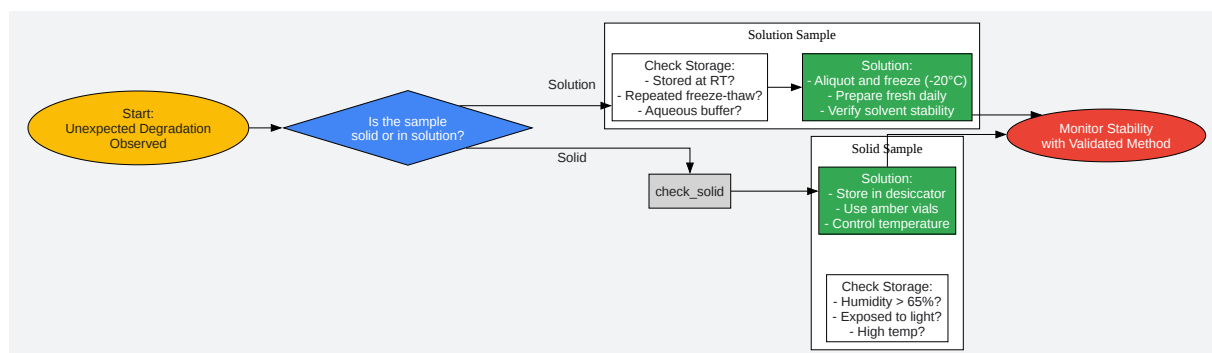 Start:
Unexpected Degradation
Observed
Is the sample
solid or in solution?
Solution
Solid
Solution Sample
Check Storage:
- Stored at RT?
- Repeated freeze-thaw?
- Aqueous buffer?
Solution:
- Aliquot and freeze (-20°C)
- Prepare fresh daily
- Verify solvent stability
check_solid
Solid Sample
Solution:
- Store in desiccator
- Use amber vials
- Control temperature
Check Storage:
- Humidity > 65%?
- Exposed to light?
- High temp?
Monitor Stability
with Validated Method